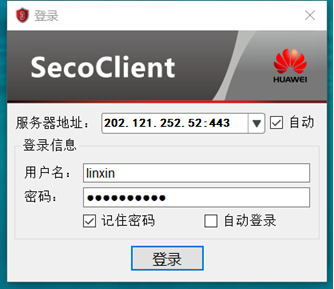 登录
SecoClient
HUAWEI
服务器地址： 202.121.252.52:443 自动
登录信息
用户名： linxin
密码： ●●●●●●●●●●
记住密码 自动登录
登录